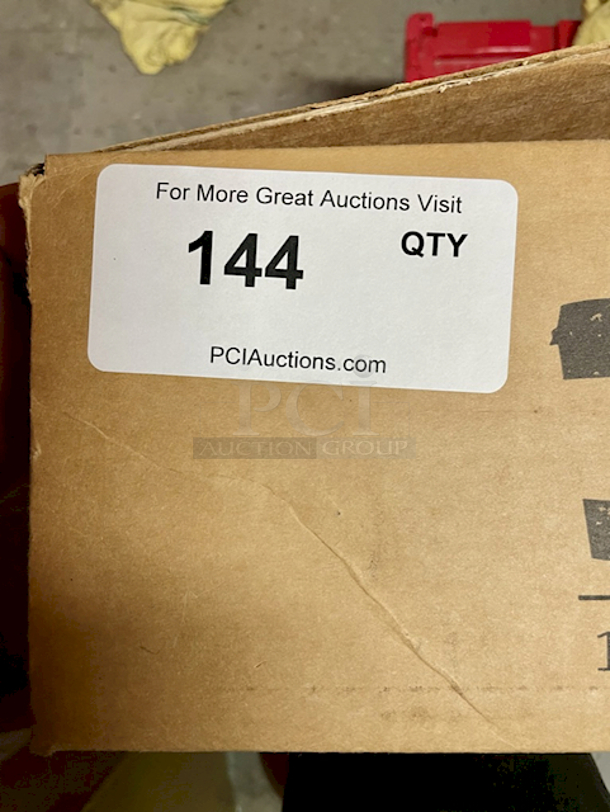 For More Great Auctions Visit
144 QTY
PCIAuctions.com
PCI
AUCTION GROUP